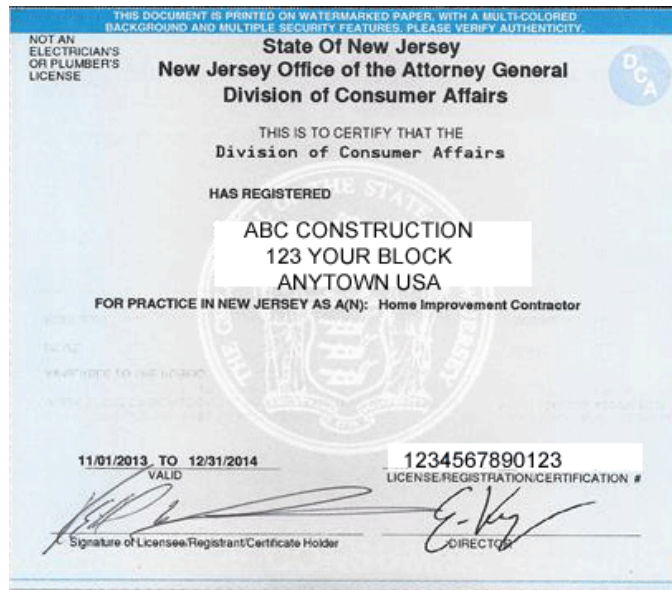 THIS DOCUMENT IS PRINTED ON WATERMARKED PAPER, WITH A MULTI-COLORED
BACKGROUND AND MULTIPLE SECURITY FEATURES. PLEASE VERIFY AUTHENTICITY.
NOT AN
ELECTRICIAN'S
OR PLUMBER'S
LICENSE
State Of New Jersey
New Jersey Office of the Attorney General
Division of Consumer Affairs
DCA
THIS IS TO CERTIFY THAT THE
Division of Consumer Affairs
HAS REGISTERED
ABC CONSTRUCTION
123 YOUR BLOCK
ANYTOWN USA
FOR PRACTICE IN NEW JERSEY AS A(N): Home Improvement Contractor
11/01/2013 TO 12/31/2014
VALID
1234567890123
LICENSE/REGISTRATION/CERTIFICATION #
Signature of Licensee/Registrant/Certificate Holder
DIRECTOR